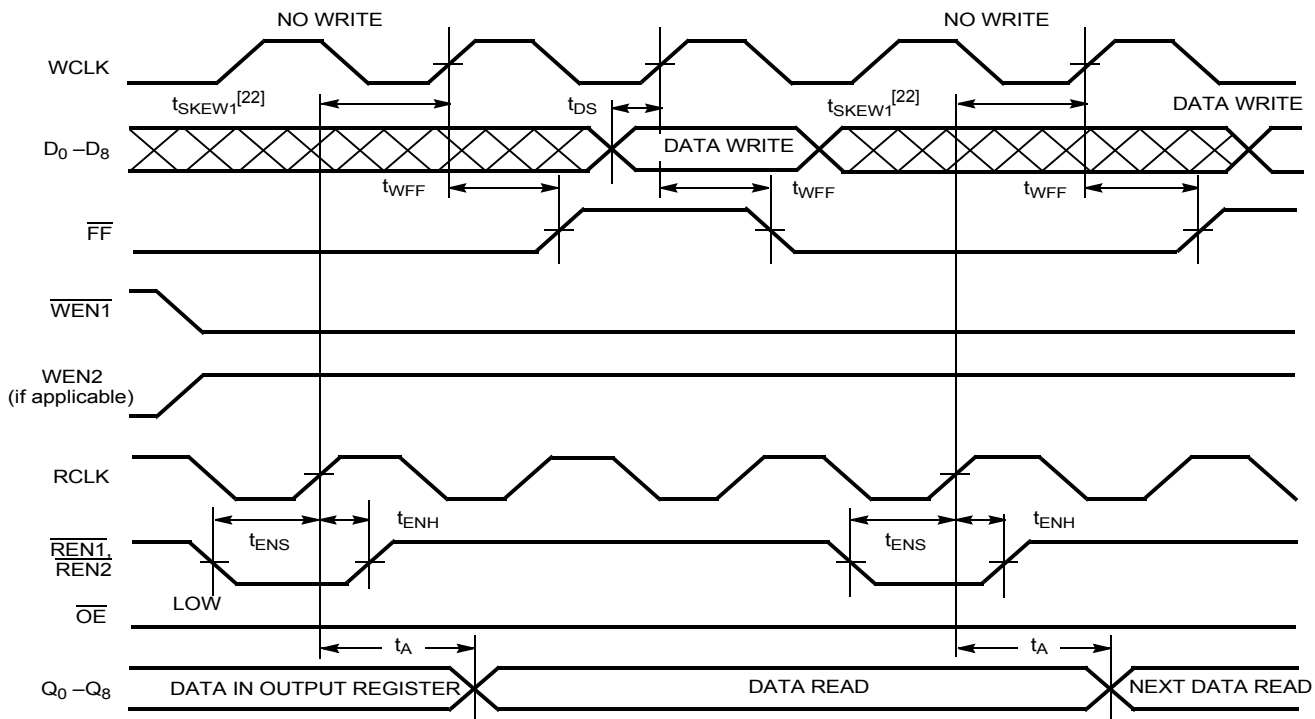 NO WRITE NO WRITE
WCLK
tSKEW1[22] tDS tSKEW1[22] DATA WRITE
D0 –D8 DATA WRITE
tWFF tWFF tWFF
FF
WEN1
WEN2
(if applicable)
RCLK
tENH tENH
tENS tENS
REN1,
REN2
LOW
OE
tA tA
Q0 –Q8 DATA IN OUTPUT REGISTER DATA READ NEXT DATA READ